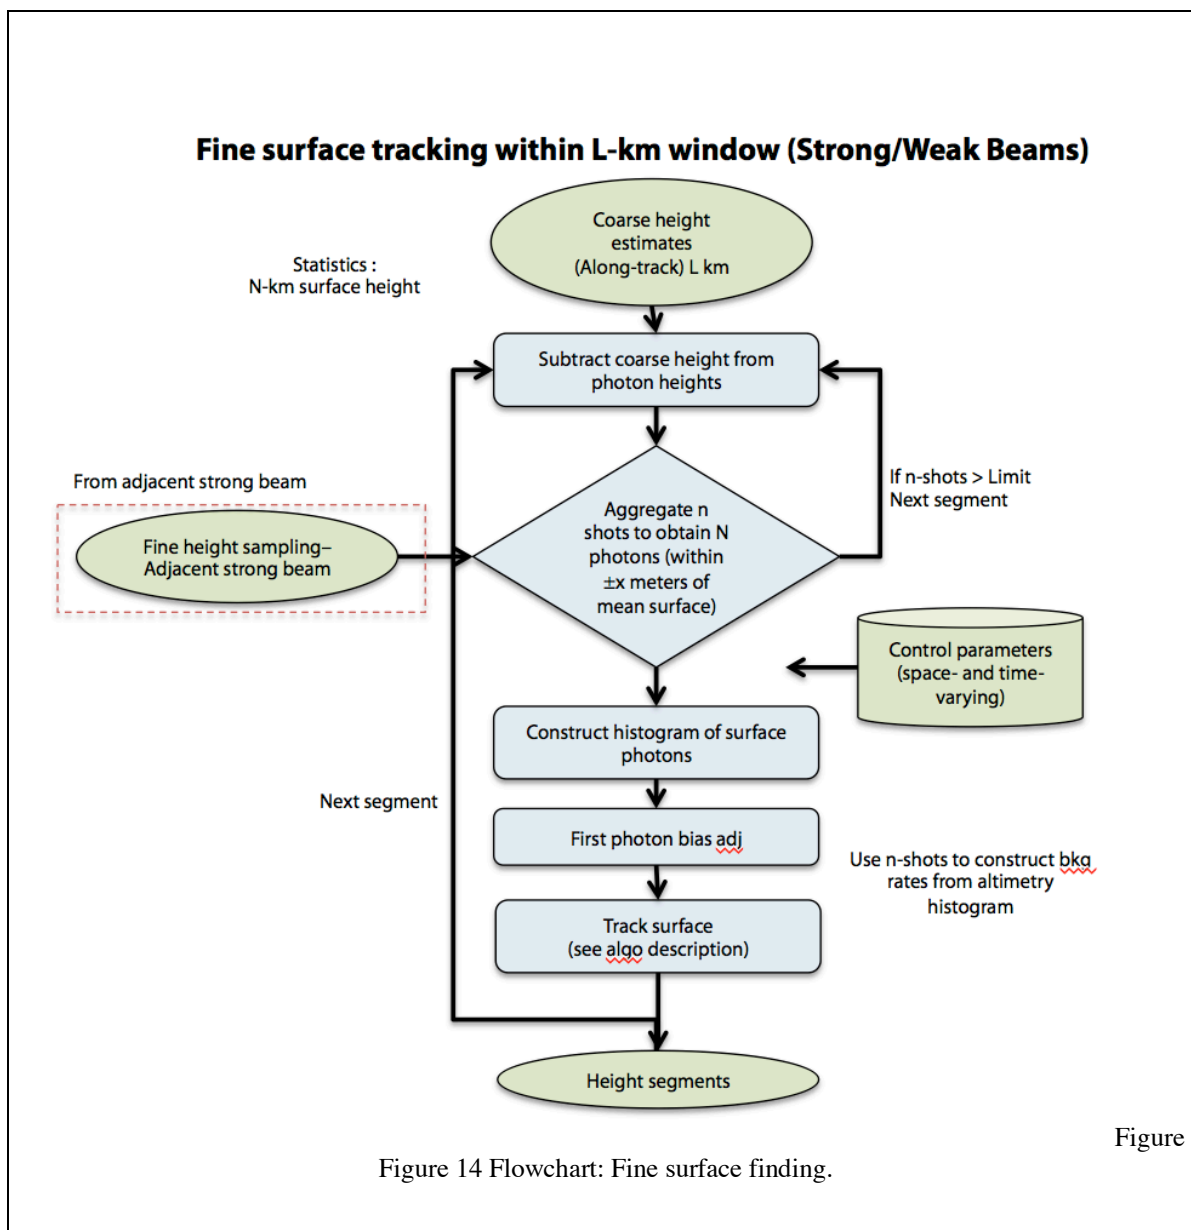 Fine surface tracking within L-km window (Strong/Weak Beams)
Coarse height
estimates
(Along-track) L km
Statistics :
N-km surface height
Subtract coarse height from
photon heights
If n-shots > Limit
Next segment
From adjacent strong beam
Fine height sampling–
Adjacent strong beam
Aggregate n
shots to obtain N
photons (within
±x meters of
mean surface)
Control parameters
(space- and time-
varying)
Construct histogram of surface
photons
Next segment
First photon bias adj
Use n-shots to construct bkg
rates from altimetry
histogram
Track surface
(see algo description)
Height segments
Figure
Figure 14 Flowchart: Fine surface finding.